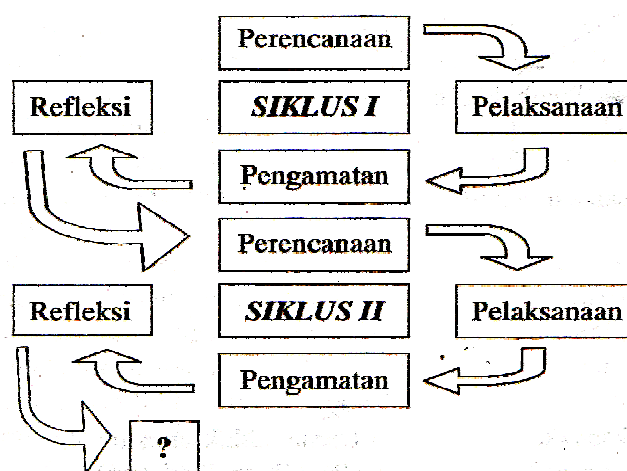 Perencanaan
Refleksi
SIKLUS I
Pelaksanaan
Pengamatan
Perencanaan
Refleksi
SIKLUS II
Pelaksanaan
Pengamatan
?